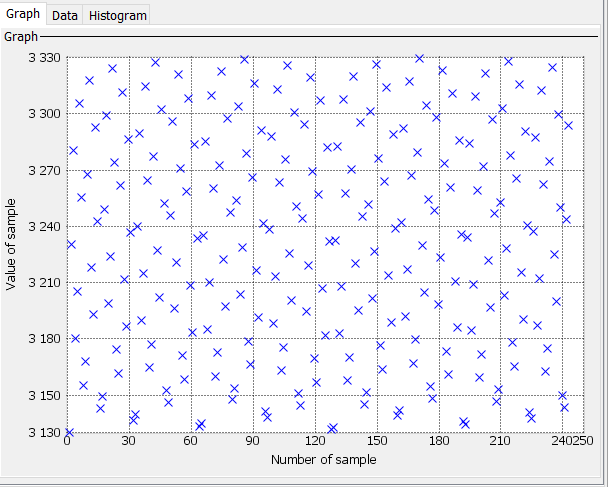 Graph Data Histogram
Graph
3 330
3 300
3 270
3 240
3 210
3 180
3 150
3 130
Value of sample
0 30 60 90 120 150 180 210 240 250
Number of sample